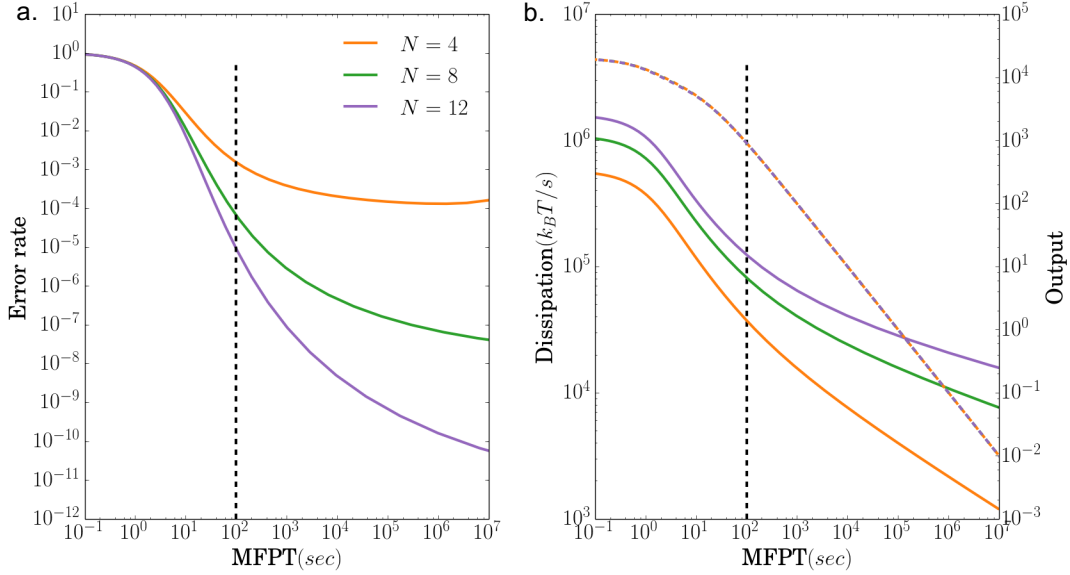 a.
Error rate
10^1
10^0
10^-1
10^-2
10^-3
10^-4
10^-5
10^-6
10^-7
10^-8
10^-9
10^-10
10^-11
10^-12
N = 4
N = 8
N = 12
10^-1 10^0 10^1 10^2 10^3 10^4 10^5 10^6 10^7
MFPT(sec)
b.
Dissipation(k_BT/s)
10^7
10^6
10^5
10^4
10^3
10^5
10^4
10^3
10^2
10^1
10^0
10^-1
10^-2
10^-3
Output
10^-1 10^0 10^1 10^2 10^3 10^4 10^5 10^6 10^7
MFPT(sec)